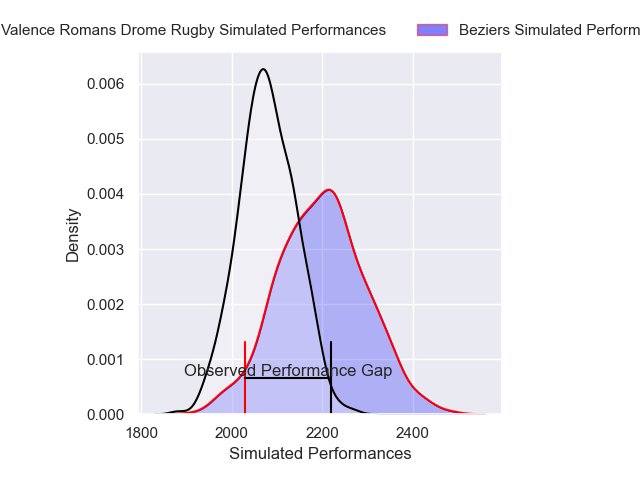 Valence Romans Drome Rugby Simulated Performances Beziers Simulated Perform
0.006
0.005
0.004
0.003
0.002
0.001
0.000
Density
Observed Performance Gap
1800 2000 2200 2400
Simulated Performances